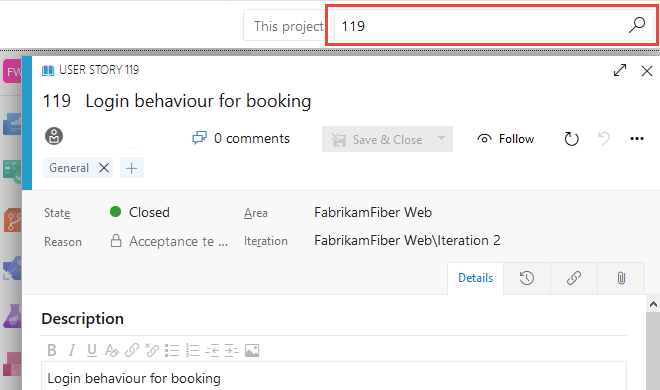 This project 119
FW
USER STORY 119
119 Login behaviour for booking
0 comments Save & Close Follow
General
State Closed Area FabrikamFiber Web
Reason Acceptance te ... Iteration FabrikamFiber Web\Iteration 2
Details
Description
B I U
Login behaviour for booking